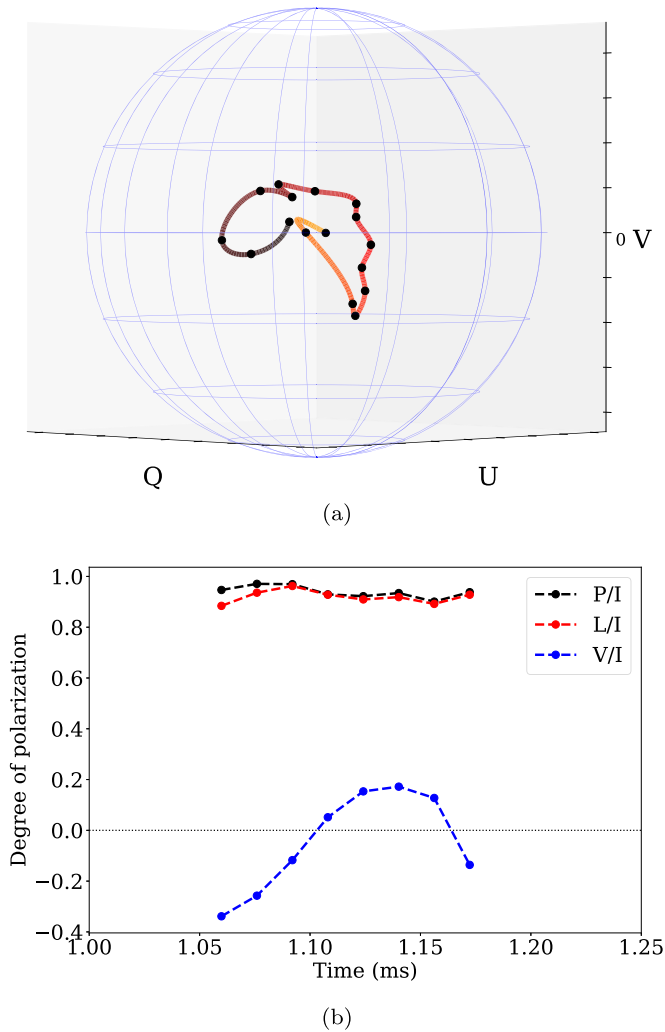 0 V
Q U
(a)
1.0
0.8
0.6
0.4
0.2
0.0
−0.2
−0.4
Degree of polarization
P/I
L/I
V/I
1.00 1.05 1.10 1.15 1.20 1.25
Time (ms)
(b)